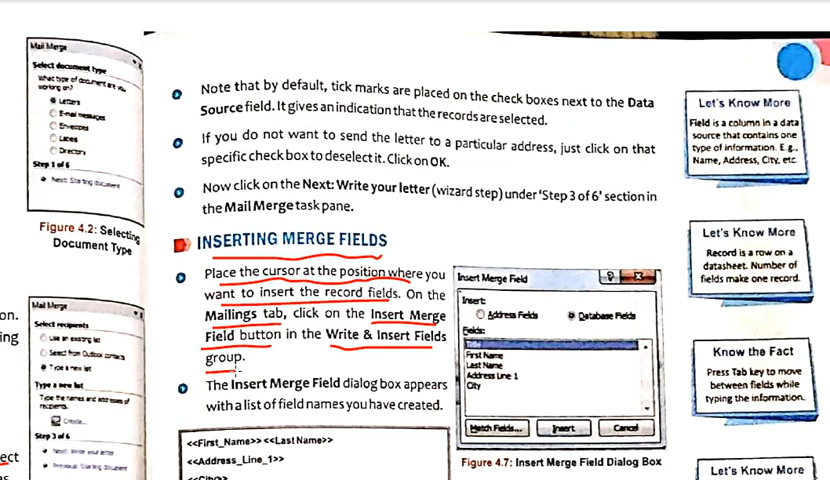 Mail Merge
Select document type
What type of document are you
working on?
Letters
E-mail messages
Envelopes
Labels
Directory
Step 1 of 6
Next: Starting document
Figure 4.2: Selecting
Document Type
on.
ing
Mail Merge
Select recipients
Use an existing list
Select from Outlook contacts
Type a new list
Type a new list
Type the names and addresses of
recipients.
Create...
Step 3 of 6
Next: Write your letter
Previous: Starting document
ect
Note that by default, tick marks are placed on the check boxes next to the Data
Source field. It gives an indication that the records are selected.
If you do not want to send the letter to a particular address, just click on that
specific check box to deselect it. Click on OK.
Now click on the Next: Write your letter (wizard step) under ‘Step 3 of 6’ section in
the Mail Merge task pane.
INSERTING MERGE FIELDS
Place the cursor at the position where you
want to insert the record fields. On the
Mailings tab, click on the Insert Merge
Field button in the Write & Insert Fields
group.
The Insert Merge Field dialog box appears
with a list of field names you have created.
<<First_Name>> <<Last Name>>
<<Address_Line_1>>
<<City>>
Insert Merge Field
Insert:
Address Fields
Database Fields
Fields:
First Name
Last Name
Address Line 1
City
Match Fields...
Insert
Cancel
Figure 4.7: Insert Merge Field Dialog Box
Let's Know More
Field is a column in a data
source that contains one
type of information. E.g.,
Name, Address, City, etc.
Let's Know More
Record is a row on a
datasheet. Number of
fields make one record.
Know the Fact
Press Tab key to move
between fields while
typing the information.
Let's Know More